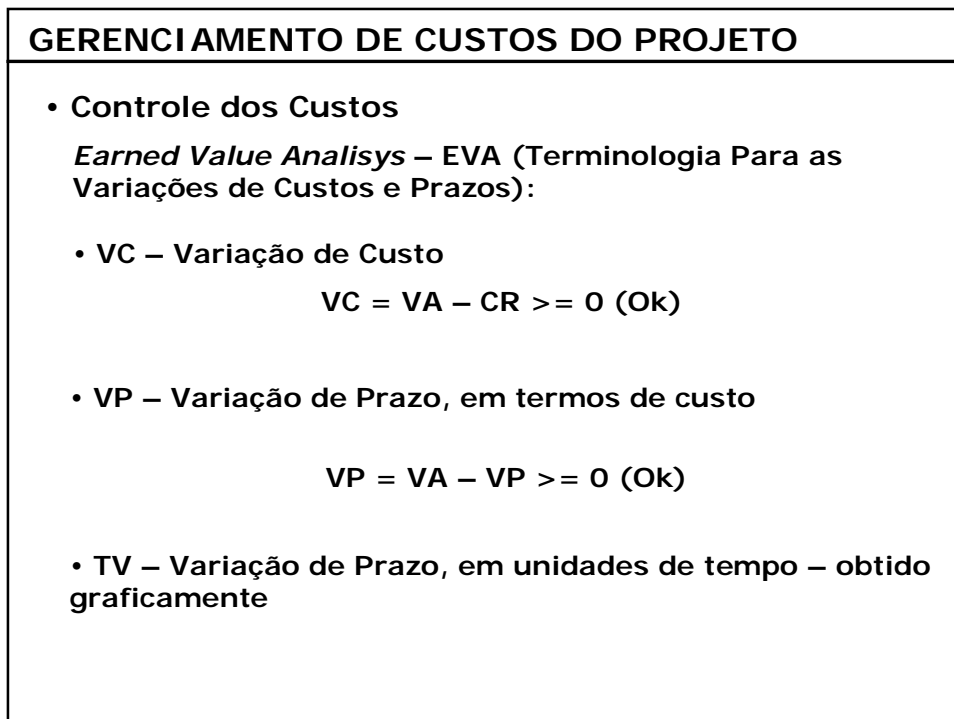 GERENCIAMENTO DE CUSTOS DO PROJETO
• Controle dos Custos
Earned Value Analisys – EVA (Terminologia Para as
Variações de Custos e Prazos):
• VC – Variação de Custo
VC = VA – CR >= 0 (Ok)
• VP – Variação de Prazo, em termos de custo
VP = VA – VP >= 0 (Ok)
• TV – Variação de Prazo, em unidades de tempo – obtido
graficamente